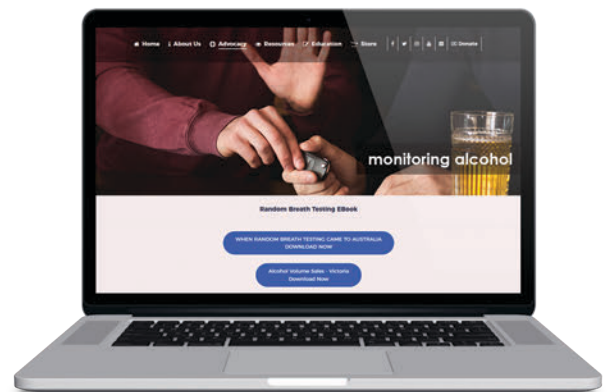 Home About Us Advocacy Resources Education Store Donate
monitoring alcohol
Random Breath Testing EBook
WHEN RANDOM BREATH TESTING CAME TO AUSTRALIA
DOWNLOAD NOW
Alcohol Volume Sales - Victoria
Download Now